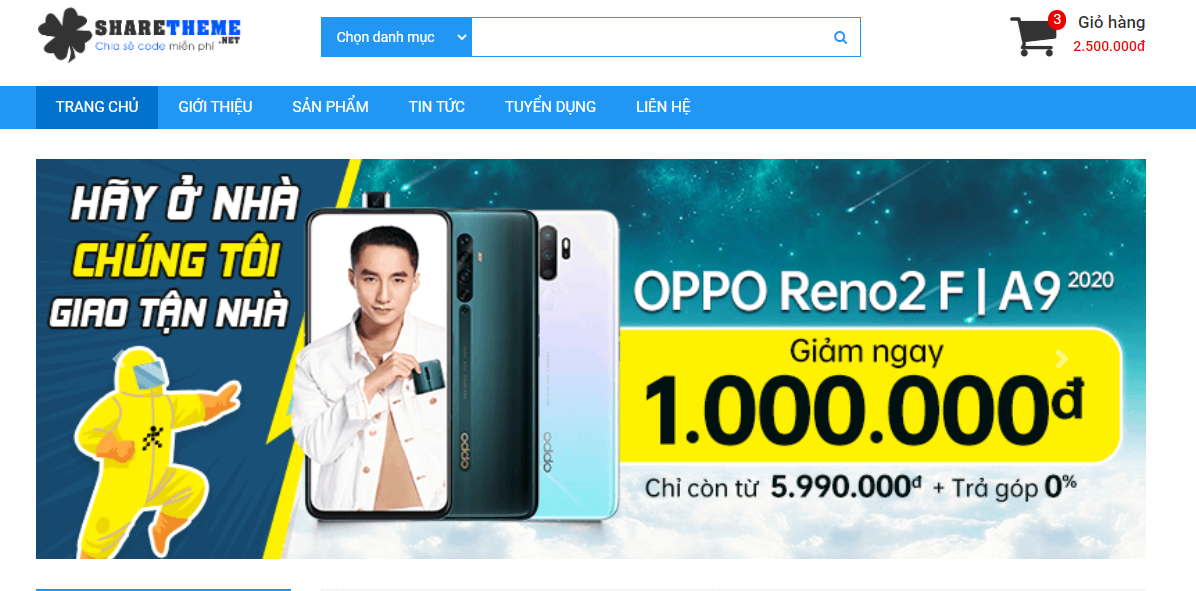 SHARETHEME
.NET
Chia sẻ code miễn phí
Chọn danh mục
3
Giỏ hàng
2.500.000đ
TRANG CHỦ
GIỚI THIỆU
SẢN PHẨM
TIN TỨC
TUYỂN DỤNG
LIÊN HỆ
HÃY Ở NHÀ
CHÚNG TÔI
GIAO TẬN NHÀ
oppo
oppo
OPPO Reno2 F | A9 2020
Giảm ngay
1.000.000đ
Chỉ còn từ 5.990.000đ + Trả góp 0%